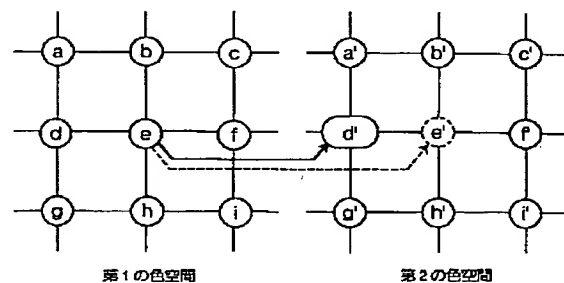 a b c a' b' c'
d e f d' e' f'
g h i g' h' i'
第1の色空間 第2の色空間